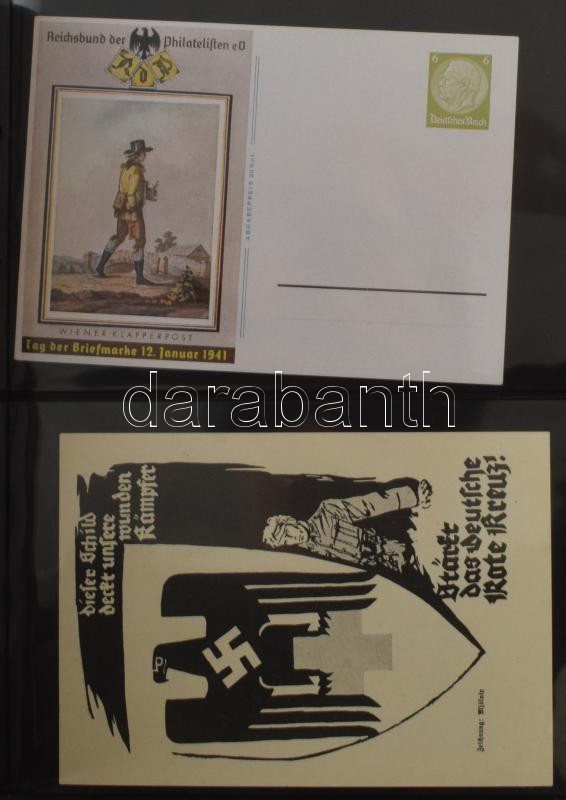 Reichsbund der Philatelisten e.V
RdP
6 6
Deutsches Reich
WIENER KLAPPERPOST
Tag der Briefmarke 12. Januar 1941
darabanth
dieser Schild
deckt unsere
wunden
Kämpfer
Stärkt
das deutsche
Rote Kreuz!